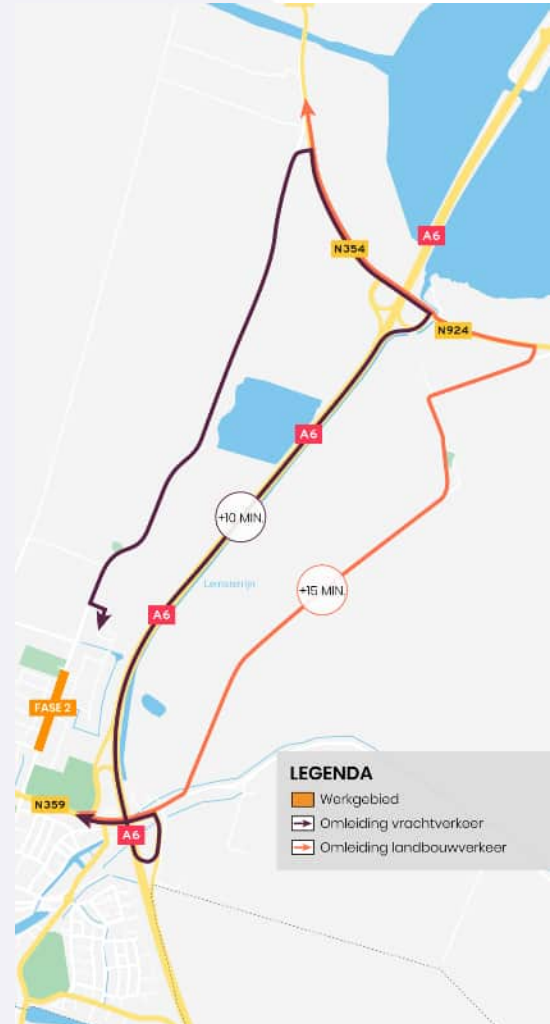 A6
N354
N924
A6
+10 MIN.
+15 MIN.
A6
FASE 2
N359
A6
LEGENDA
Werkgebied
Omleiding vrachtverkeer
Omleiding landbouwverkeer